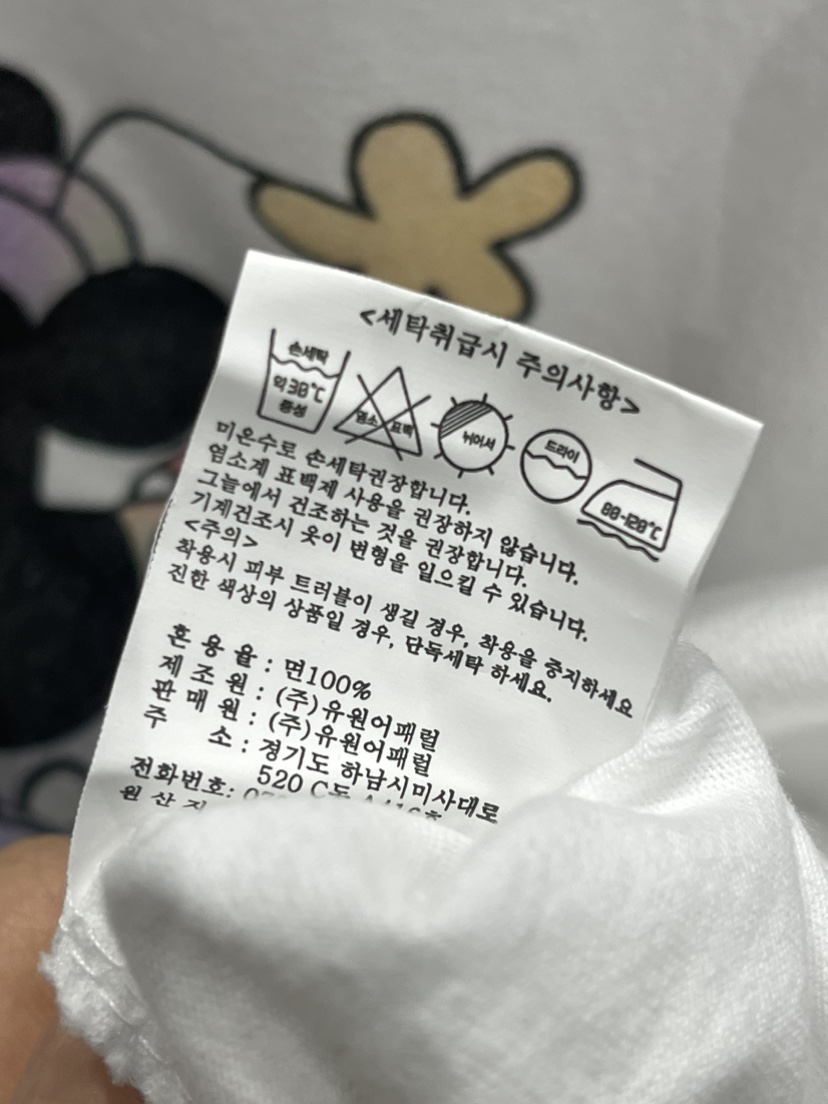 <세탁취급시 주의사항>
손세탁
약30℃
중성
염소 표백
뉘어서
드라이
80~120℃
미온수로 손세탁권장합니다.
염소계 표백제 사용을 권장하지 않습니다.
그늘에서 건조하는 것을 권장합니다.
기계건조시 옷이 변형을 일으킬 수 있습니다.
<주의>
착용시 피부 트러블이 생길 경우, 착용을 중지하세요
진한 색상의 상품일 경우, 단독세탁 하세요.
혼 용 율 : 면100%
제 조 원 : (주)유원어패럴
판 매 원 : (주)유원어패럴
주 소 : 경기도 하남시미사대로
520 C동
전화번호:
원 산 지